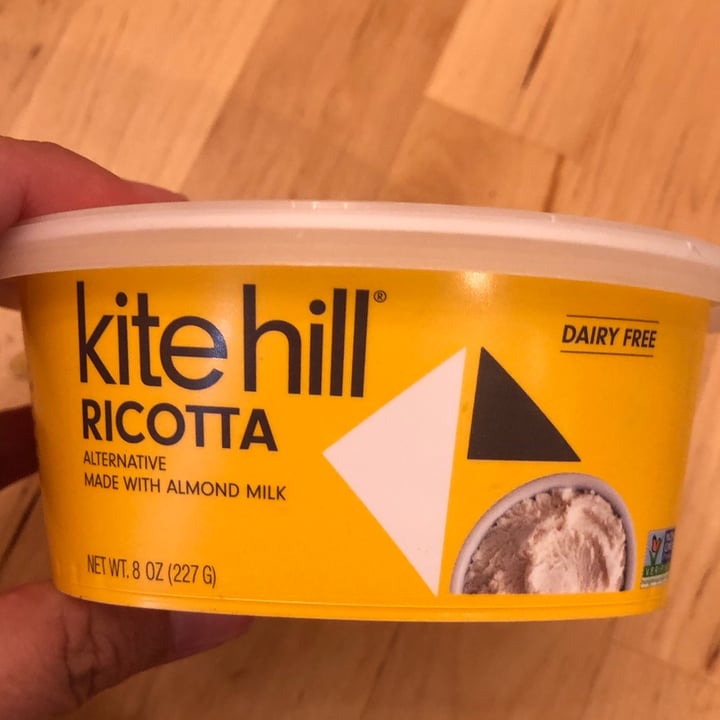 kite hill®
RICOTTA
ALTERNATIVE
MADE WITH ALMOND MILK
NET WT. 8 OZ (227 G)
DAIRY FREE